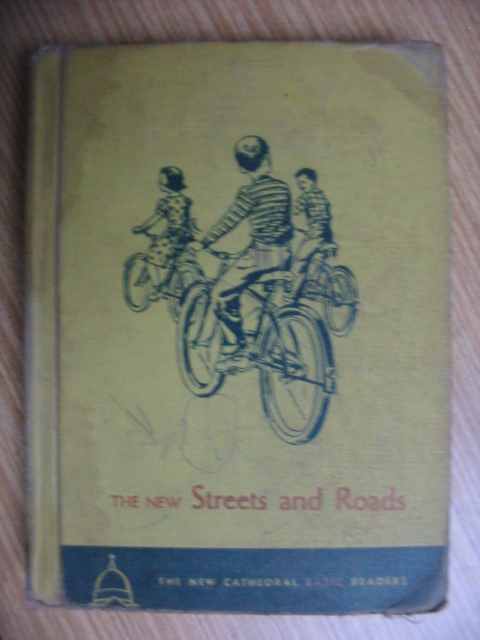 THE NEW Streets and Roads
THE NEW CATHEDRAL BASIC READERS